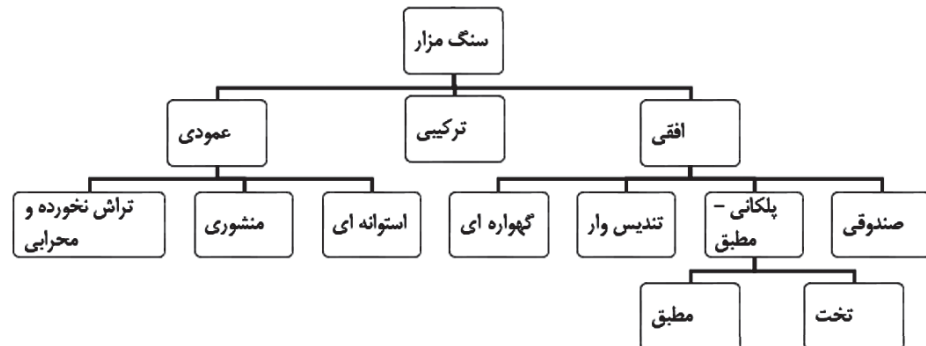 سنگ مزار
افقی
ترکیبی
عمودی
صندوقی
پلکانی –
مطبق
تندیس وار
گهواره ای
استوانه ای
منشوری
تراش نخورده و
محرابی
تخت
مطبق